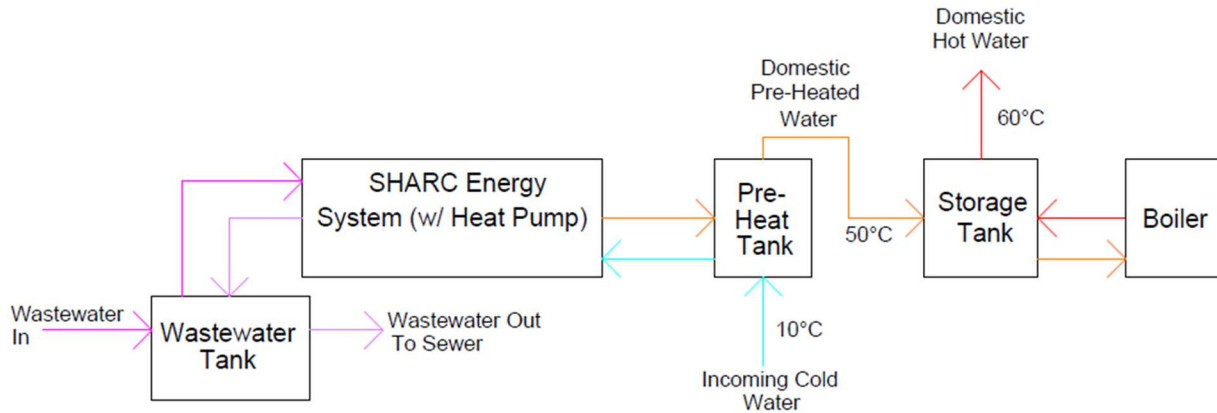 Domestic
Hot Water
Domestic
Pre-Heated
Water
60°C
SHARC Energy
System (w/ Heat Pump)
Pre-
Heat
Tank
50°C
Storage
Tank
Boiler
Wastewater
In
Wastewater
Tank
Wastewater Out
To Sewer
10°C
Incoming Cold
Water